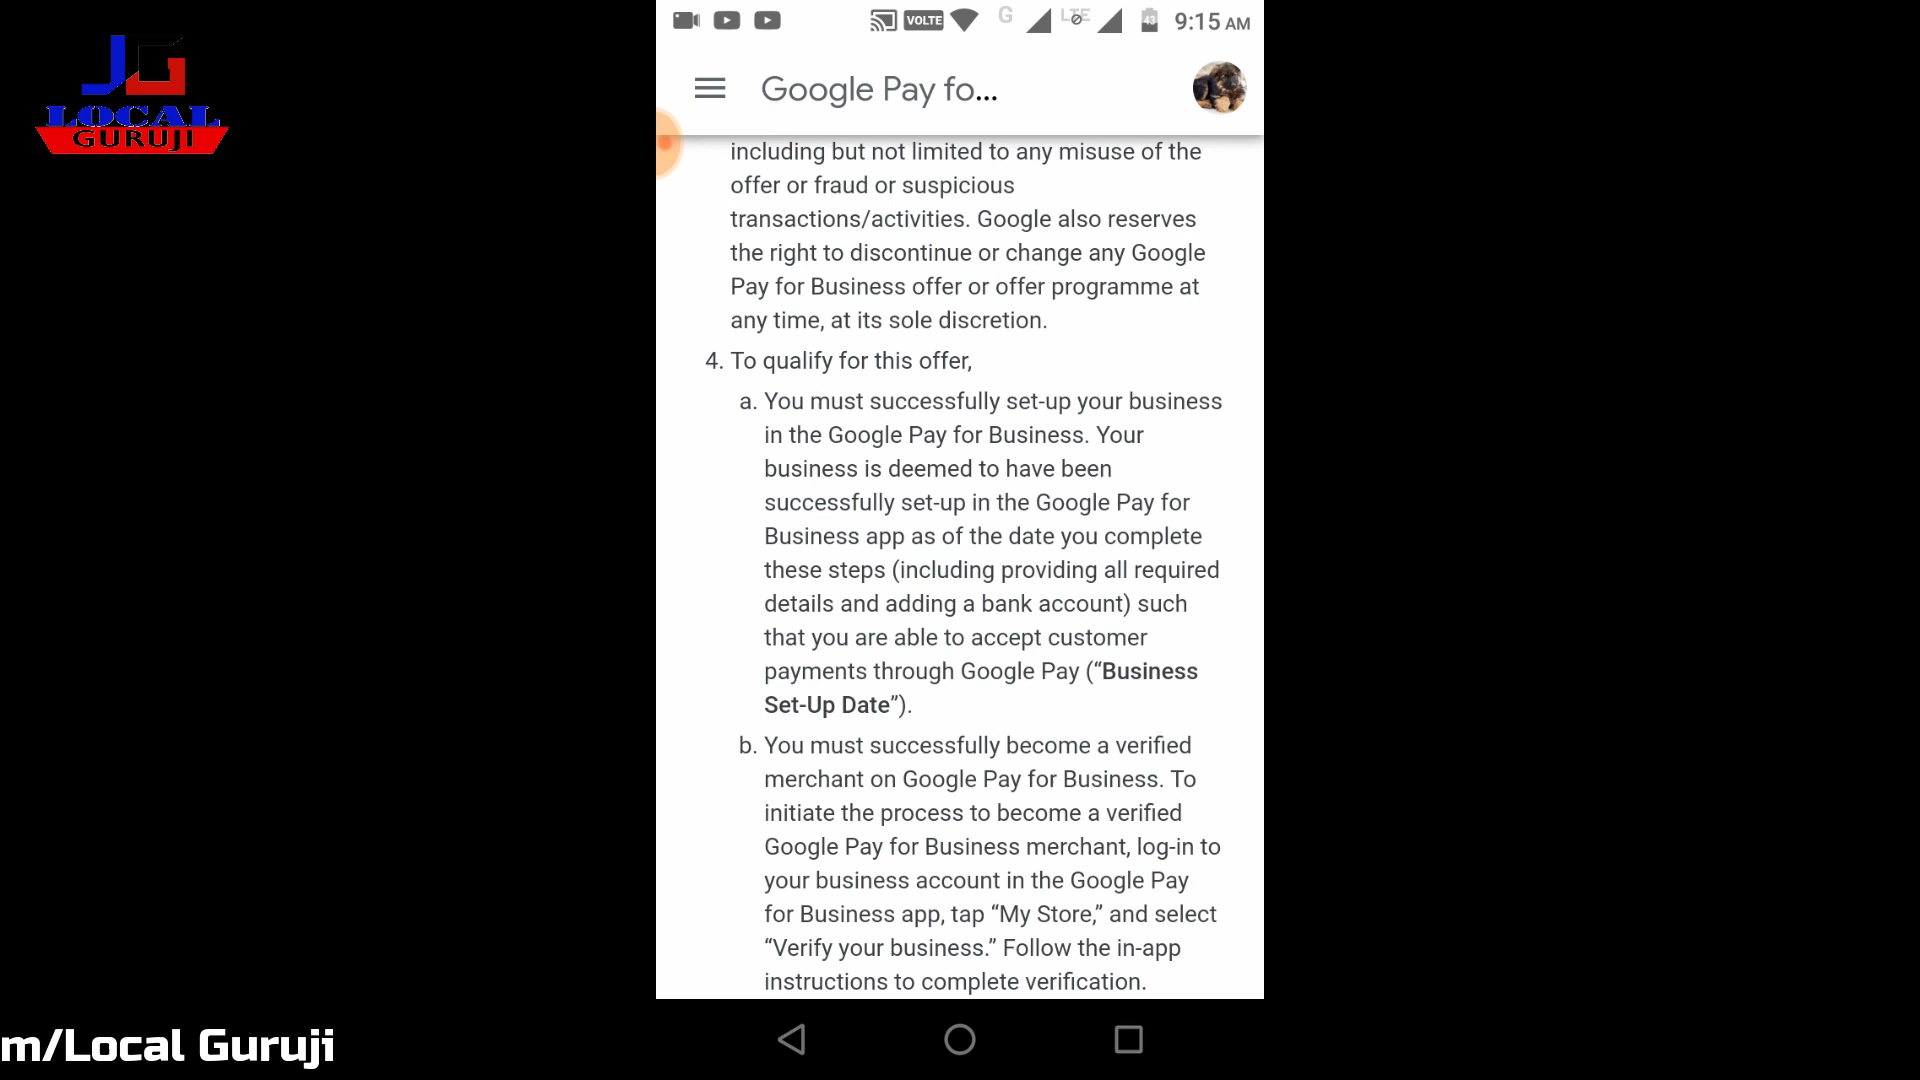 JG
LOCAL
GURUJI
VOLTE
G
LTE
43
9:15 AM
Google Pay fo...
including but not limited to any misuse of the
offer or fraud or suspicious
transactions/activities. Google also reserves
the right to discontinue or change any Google
Pay for Business offer or offer programme at
any time, at its sole discretion.
4. To qualify for this offer,
a. You must successfully set-up your business
in the Google Pay for Business. Your
business is deemed to have been
successfully set-up in the Google Pay for
Business app as of the date you complete
these steps (including providing all required
details and adding a bank account) such
that you are able to accept customer
payments through Google Pay (“Business
Set-Up Date”).
b. You must successfully become a verified
merchant on Google Pay for Business. To
initiate the process to become a verified
Google Pay for Business merchant, log-in to
your business account in the Google Pay
for Business app, tap “My Store,” and select
“Verify your business.” Follow the in-app
instructions to complete verification.
m/Local Guruji